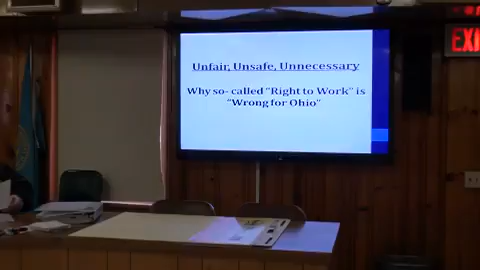 Unfair, Unsafe, Unnecessary
Why so- called "Right to Work" is
"Wrong for Ohio"
EXIT